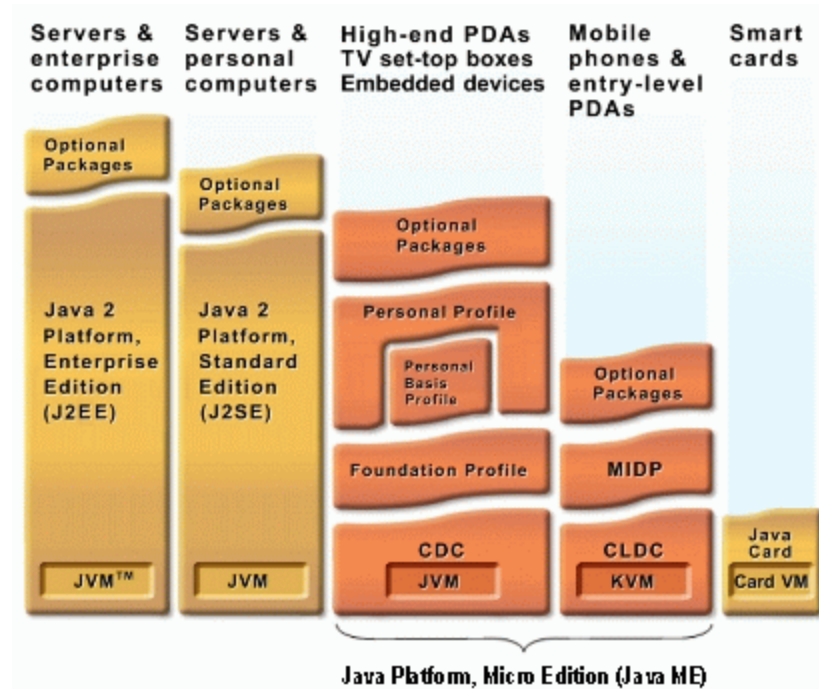 Servers &
enterprise
computers
Servers &
personal
computers
High-end PDAs
TV set-top boxes
Embedded devices
Mobile
phones &
entry-level
PDAs
Smart
cards
Optional
Packages
Java 2
Platform,
Enterprise
Edition
(J2EE)
JVM™
Optional
Packages
Java 2
Platform,
Standard
Edition
(J2SE)
JVM
Optional
Packages
Personal Profile
Personal
Basis
Profile
Foundation Profile
CDC
JVM
Optional
Packages
MIDP
CLDC
KVM
Java
Card
Card VM
Java Platform, Micro Edition (Java ME)